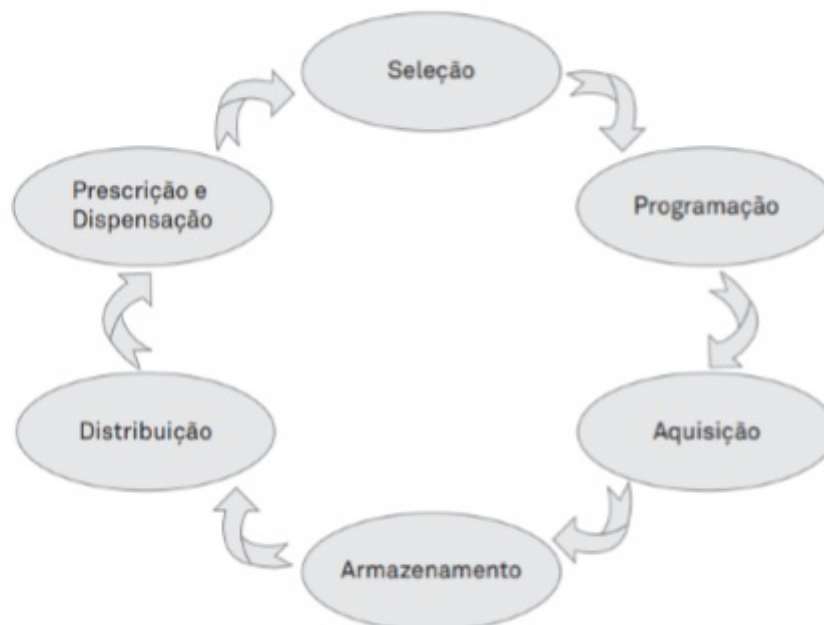 Seleção
Programação
Aquisição
Armazenamento
Distribuição
Prescrição e
Dispensação